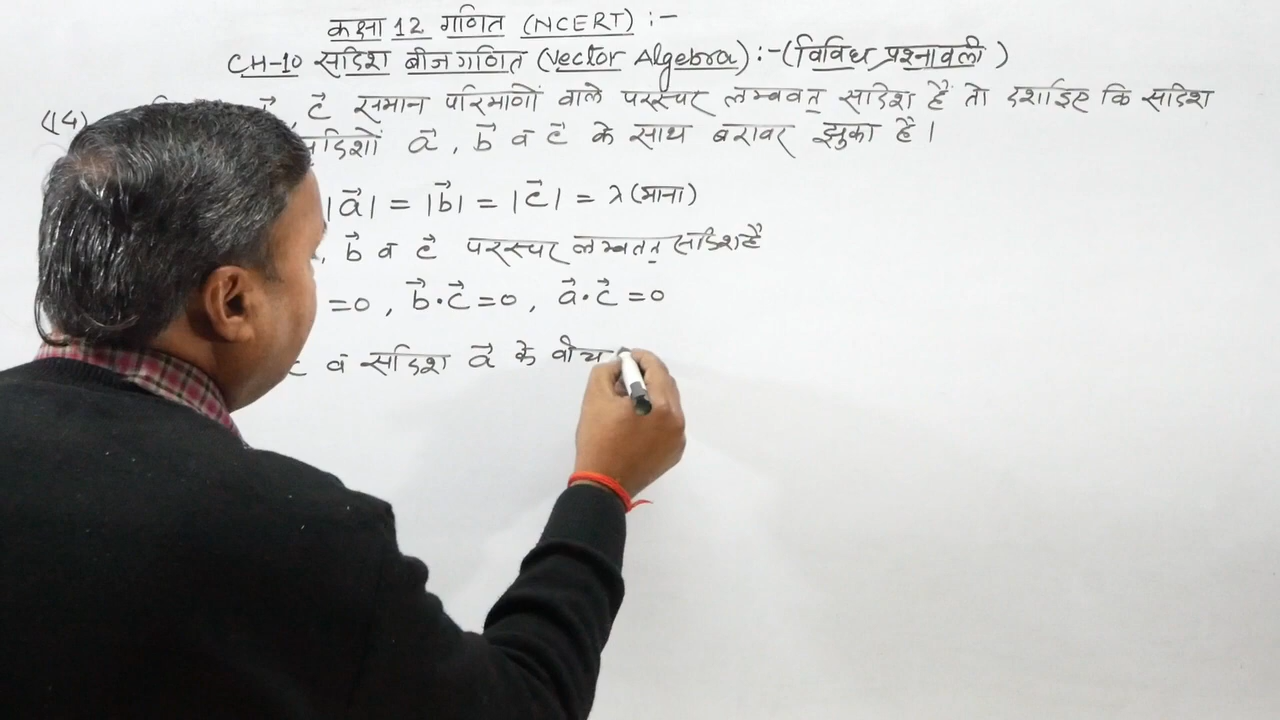 कक्षा 12 गणित (NCERT) :-
CH-10 सदिश बीजगणित (Vector Algebra) :- (विविध प्रश्नावली)
(14) , c⃗ समान परिमाणों वाले परस्पर लम्बवत् सदिश हैं तो दर्शाइए कि सदिश
सदिशों a⃗ , b⃗ व c⃗ के साथ बराबर झुका है ।
|a⃗| = |b⃗| = |c⃗| = λ (माना)
, b⃗ व c⃗ परस्पर लम्बवत् सदिश है
=0 , b⃗·c⃗ =0 , a⃗·c⃗ =0
c व सदिश a⃗ के बीच